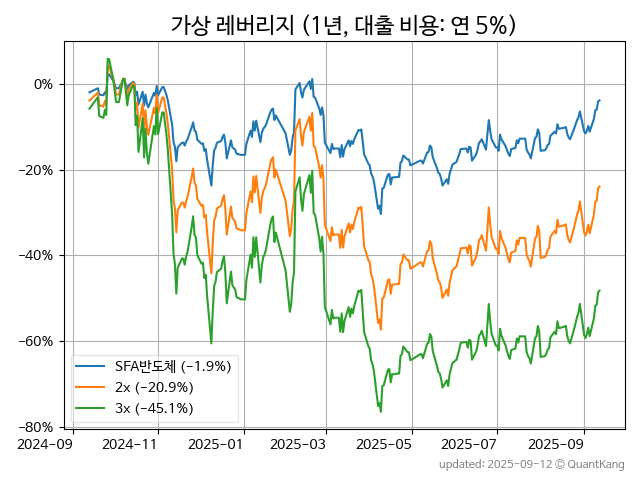 가상 레버리지 (1년, 대출 비용: 연 5%)
0%
−20%
−40%
−60%
−80%
SFA반도체 (−1.9%)
2x (−20.9%)
3x (−45.1%)
2024-09 2024-11 2025-01 2025-03 2025-05 2025-07 2025-09
updated: 2025-09-12 © QuantKang